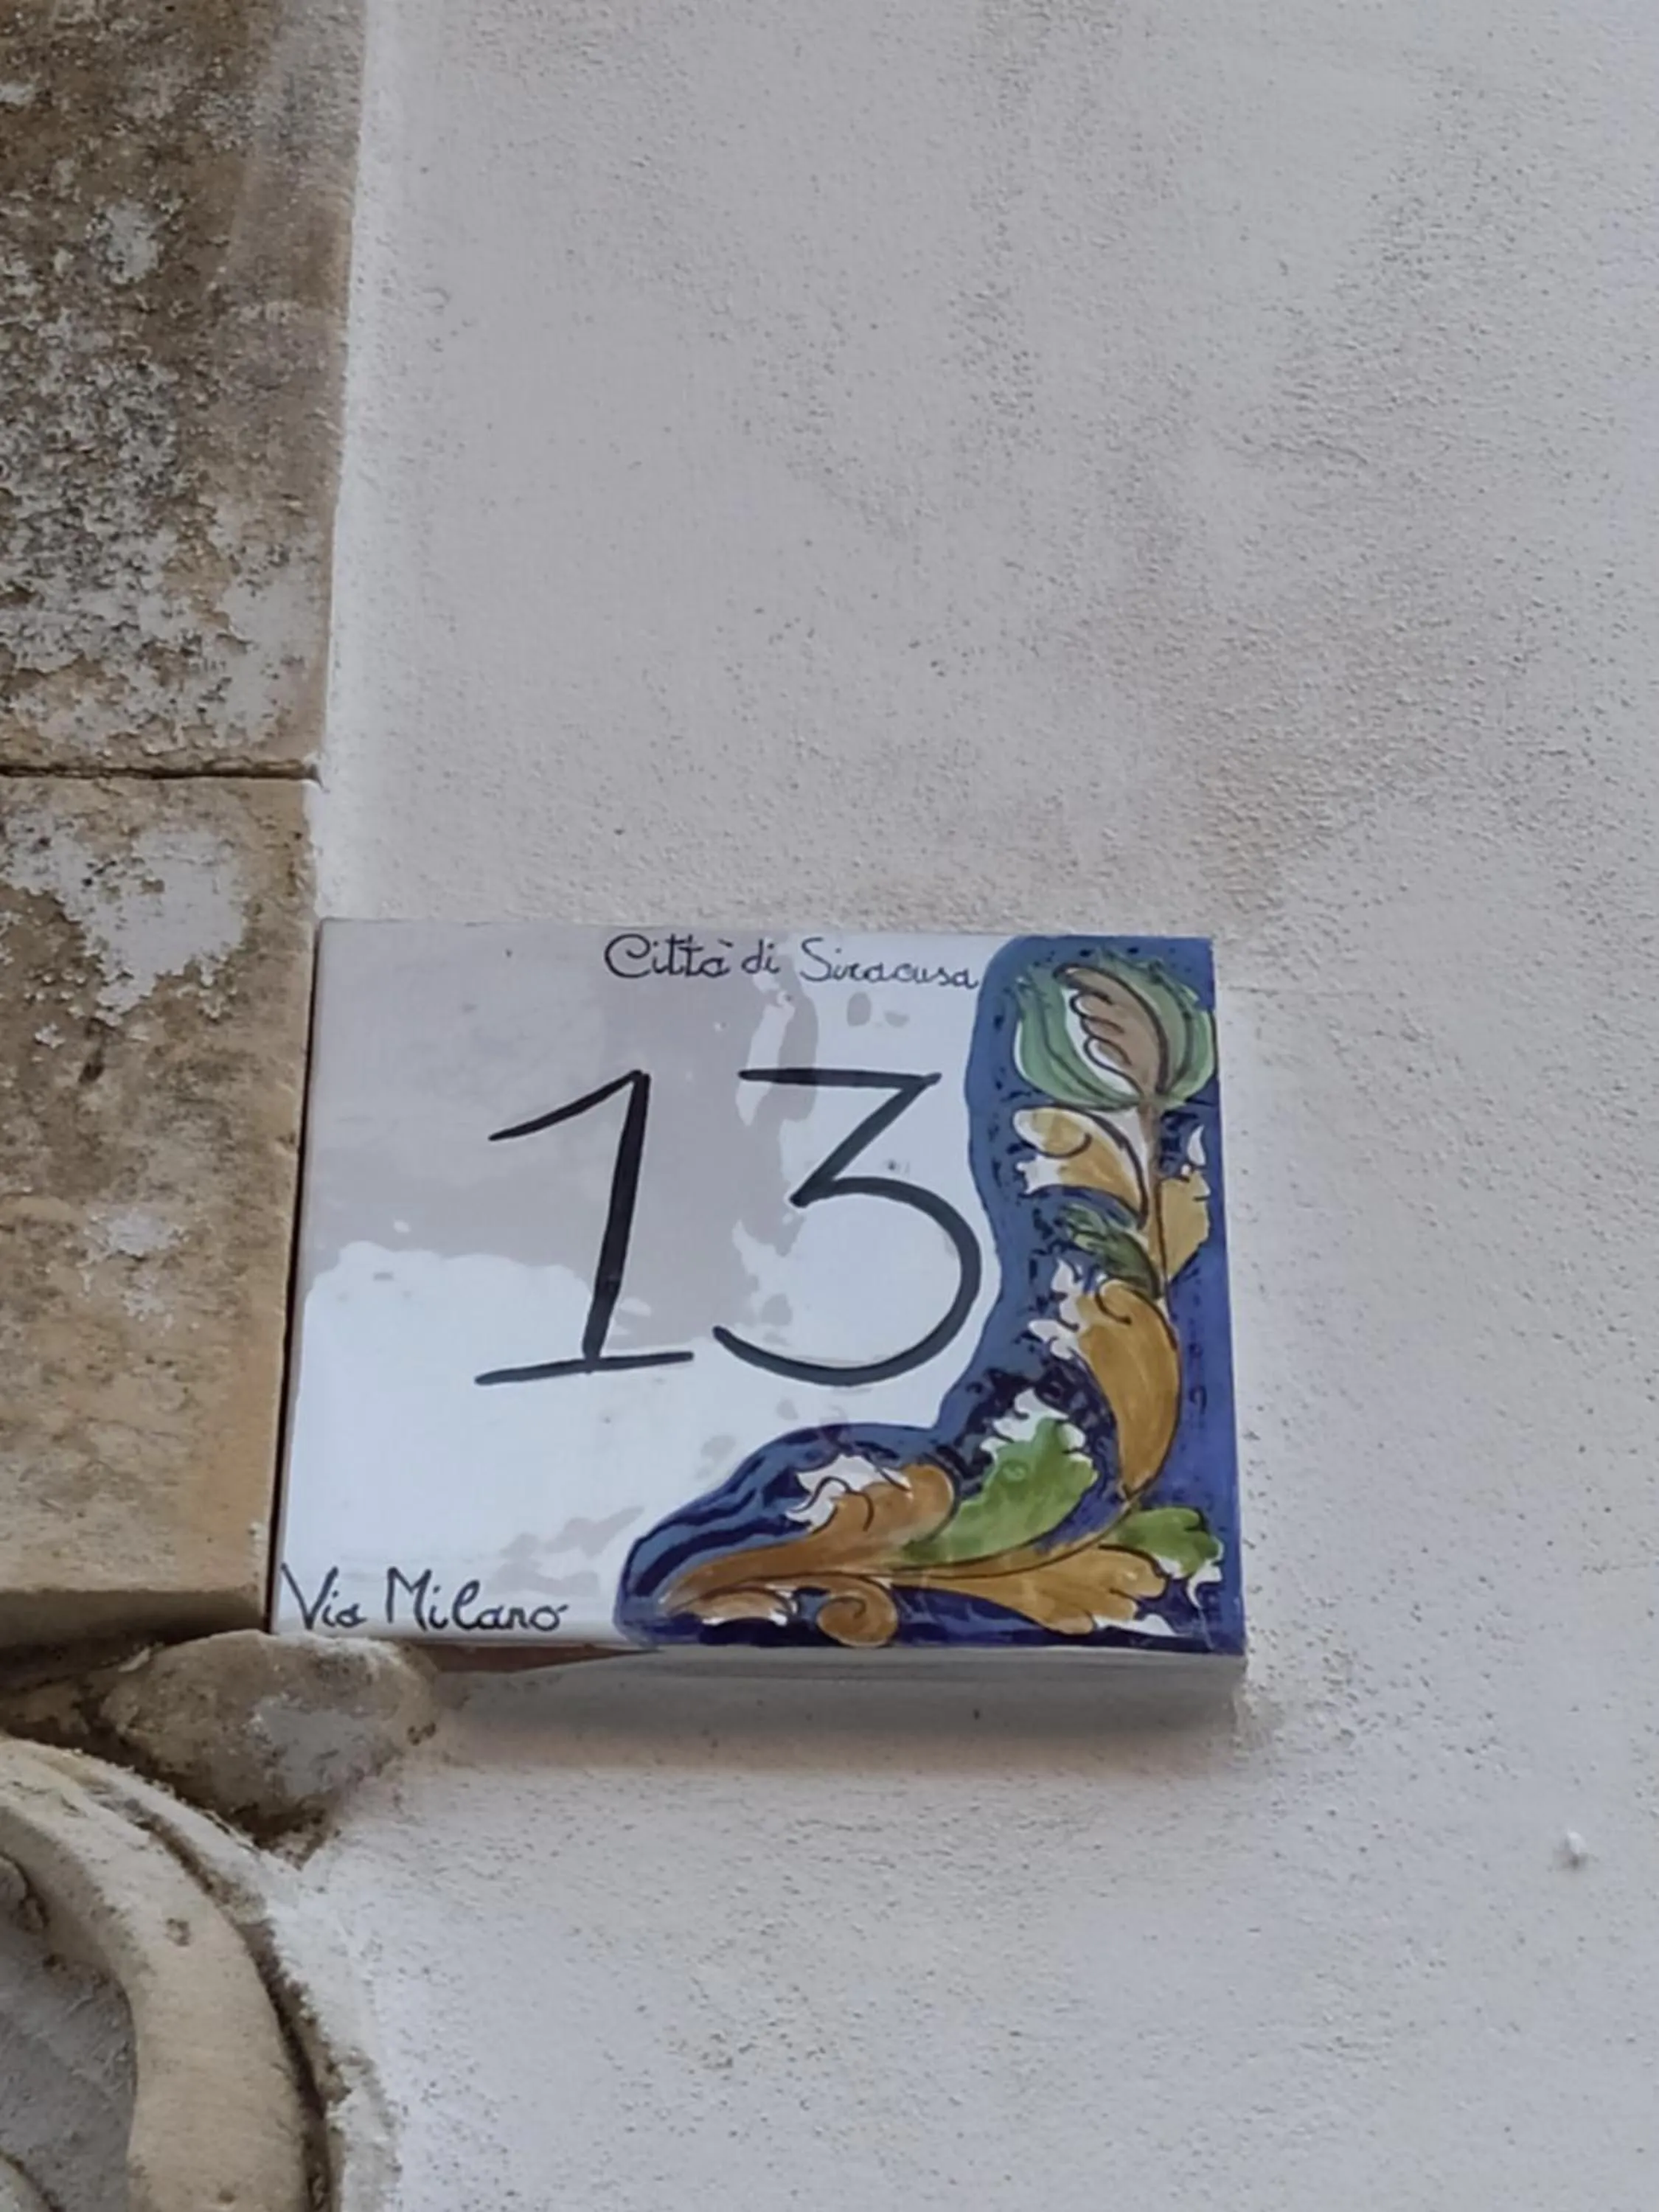 Città di Siracusa
13
Via Milano